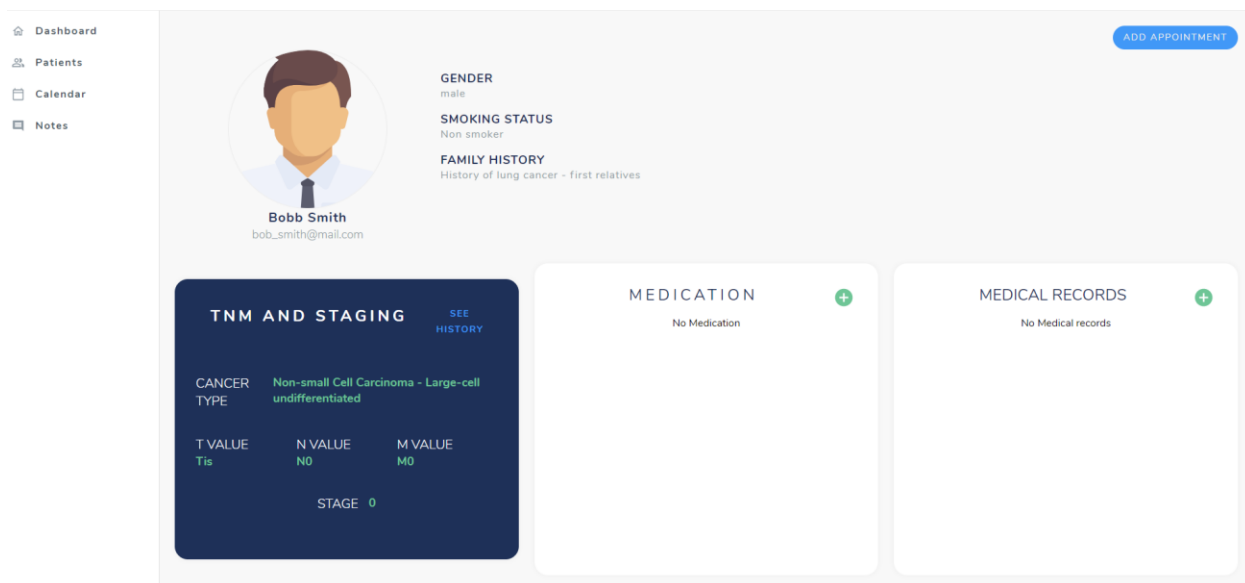 Dashboard
Patients
Calendar
Notes
ADD APPOINTMENT
GENDER
male
SMOKING STATUS
Non smoker
FAMILY HISTORY
History of lung cancer - first relatives
Bobb Smith
bob_smith@mail.com
TNM AND STAGING
SEE
HISTORY
CANCER
TYPE
Non-small Cell Carcinoma - Large-cell
undifferentiated
T VALUE N VALUE M VALUE
Tis N0 M0
STAGE 0
MEDICATION
No Medication
MEDICAL RECORDS
No Medical records